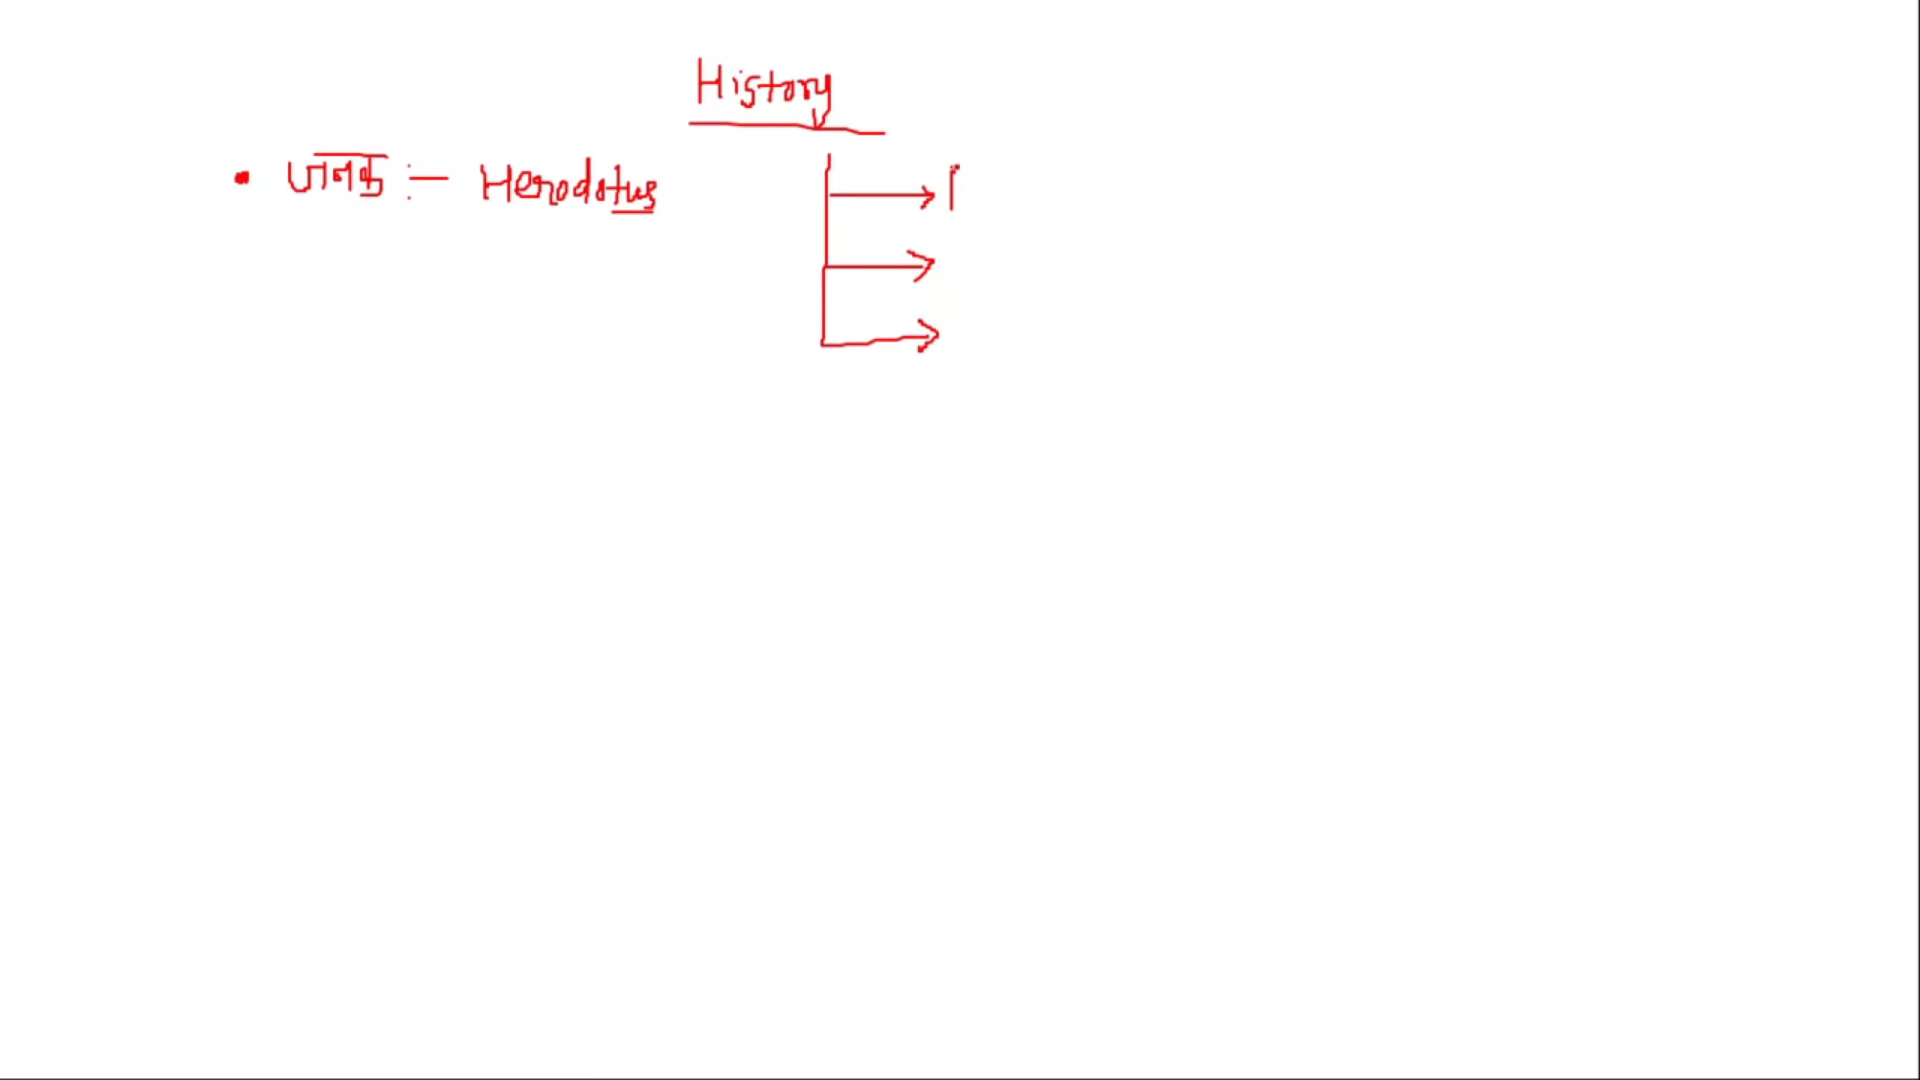 History
• जनक :— Herodotus